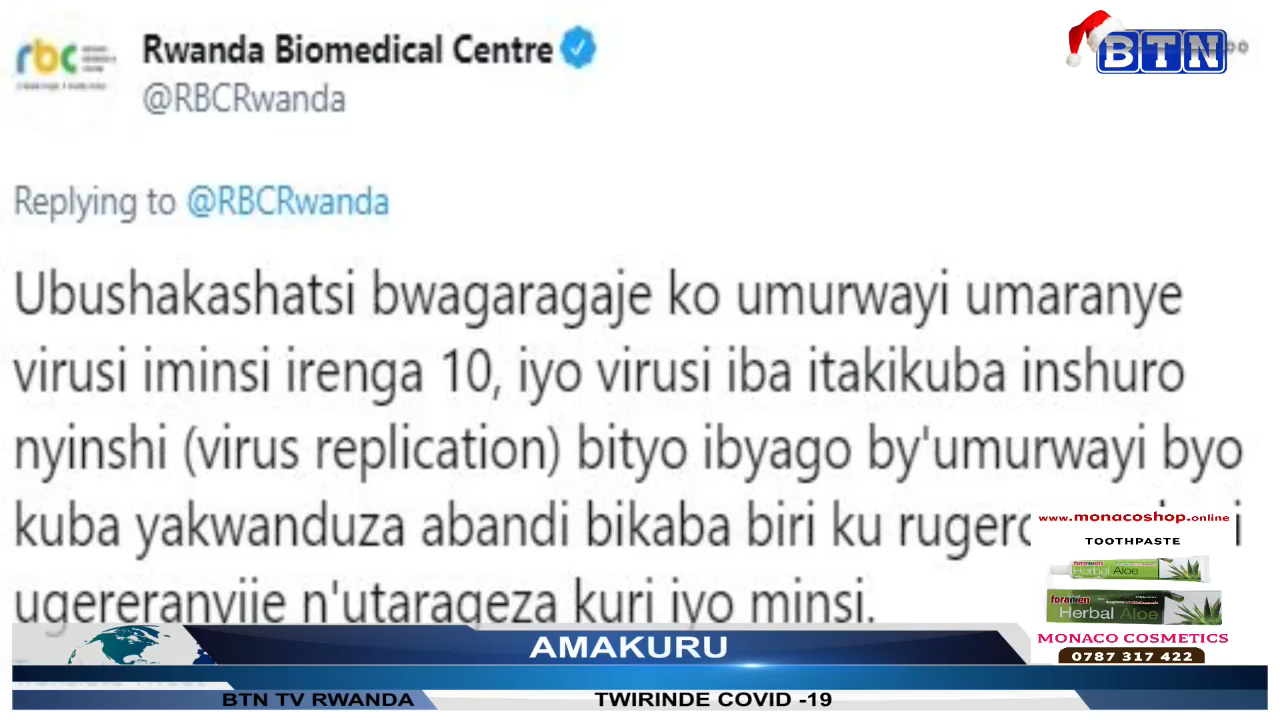 rbc
Rwanda Biomedical Centre
@RBCRwanda
BTN
Replying to @RBCRwanda
Ubushakashatsi bwagaragaje ko umurwayi umaranye
virusi iminsi irenga 10, iyo virusi iba itakikuba inshuro
nyinshi (virus replication) bityo ibyago by'umurwayi byo
kuba yakwanduza abandi bikaba biri ku
ugereranyije n'utarageza kuri iyo minsi.
www.monacoshop.online
TOOTHPASTE
foramen
Herbal Aloe
foramen
Herbal Aloe
MONACO COSMETICS
0787 317 422
AMAKURU
BTN TV RWANDA
TWIRINDE COVID -19